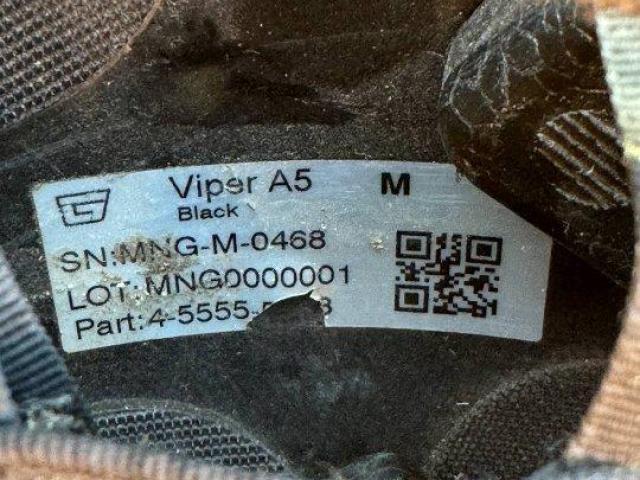 Viper A5 M
Black
SN:MNG-M-0468
LOT:MNG0000001
Part:4-5555-